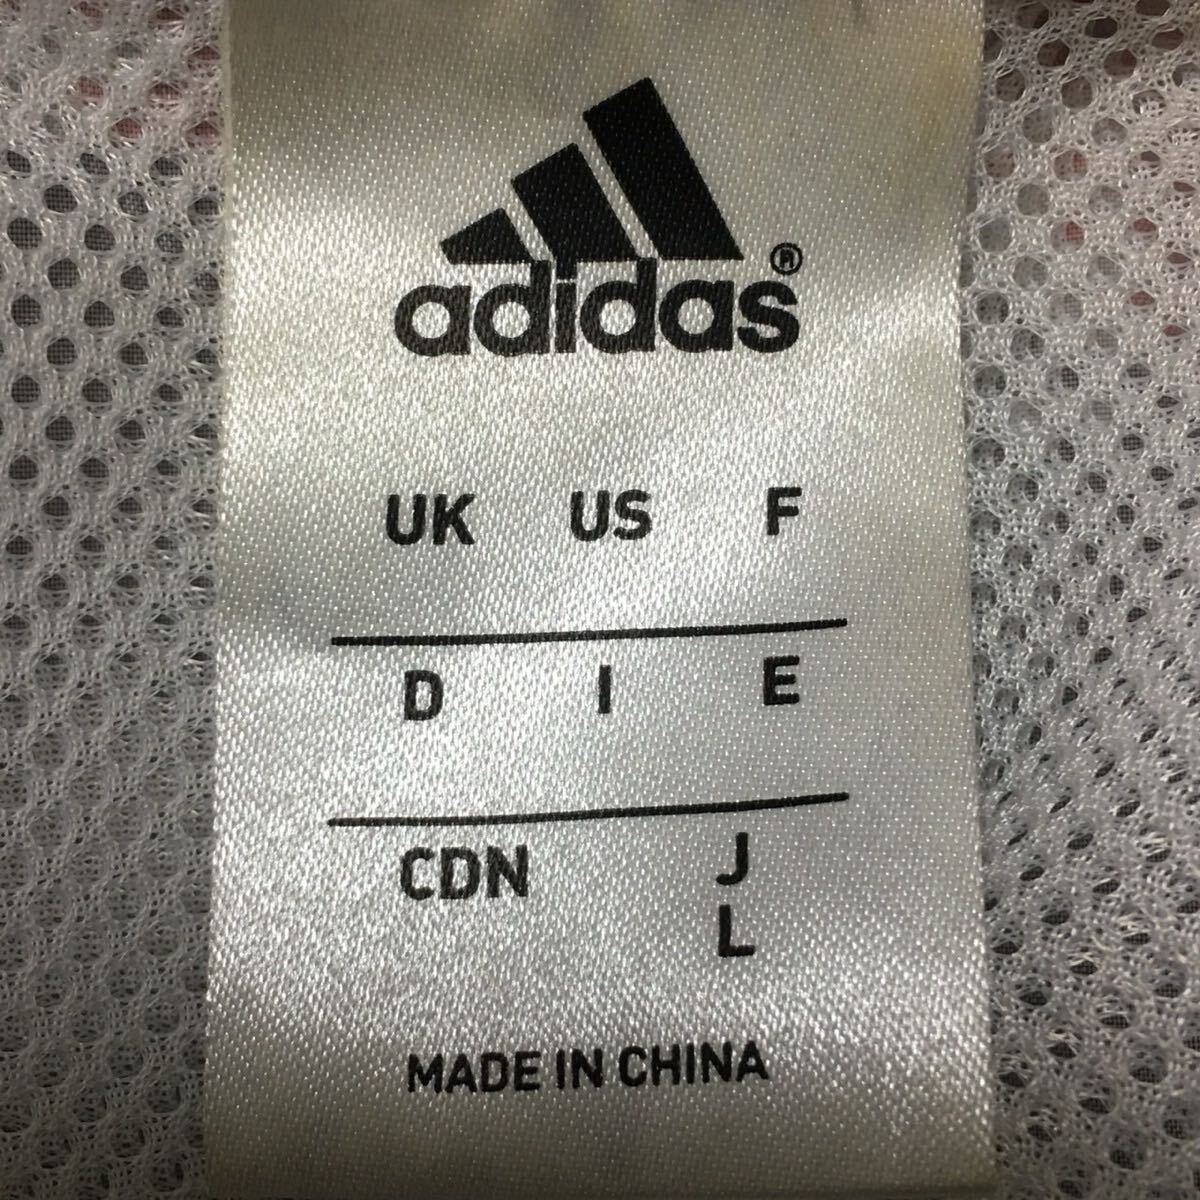 adidas®
UK US F
D I E
CDN J
L
MADE IN CHINA